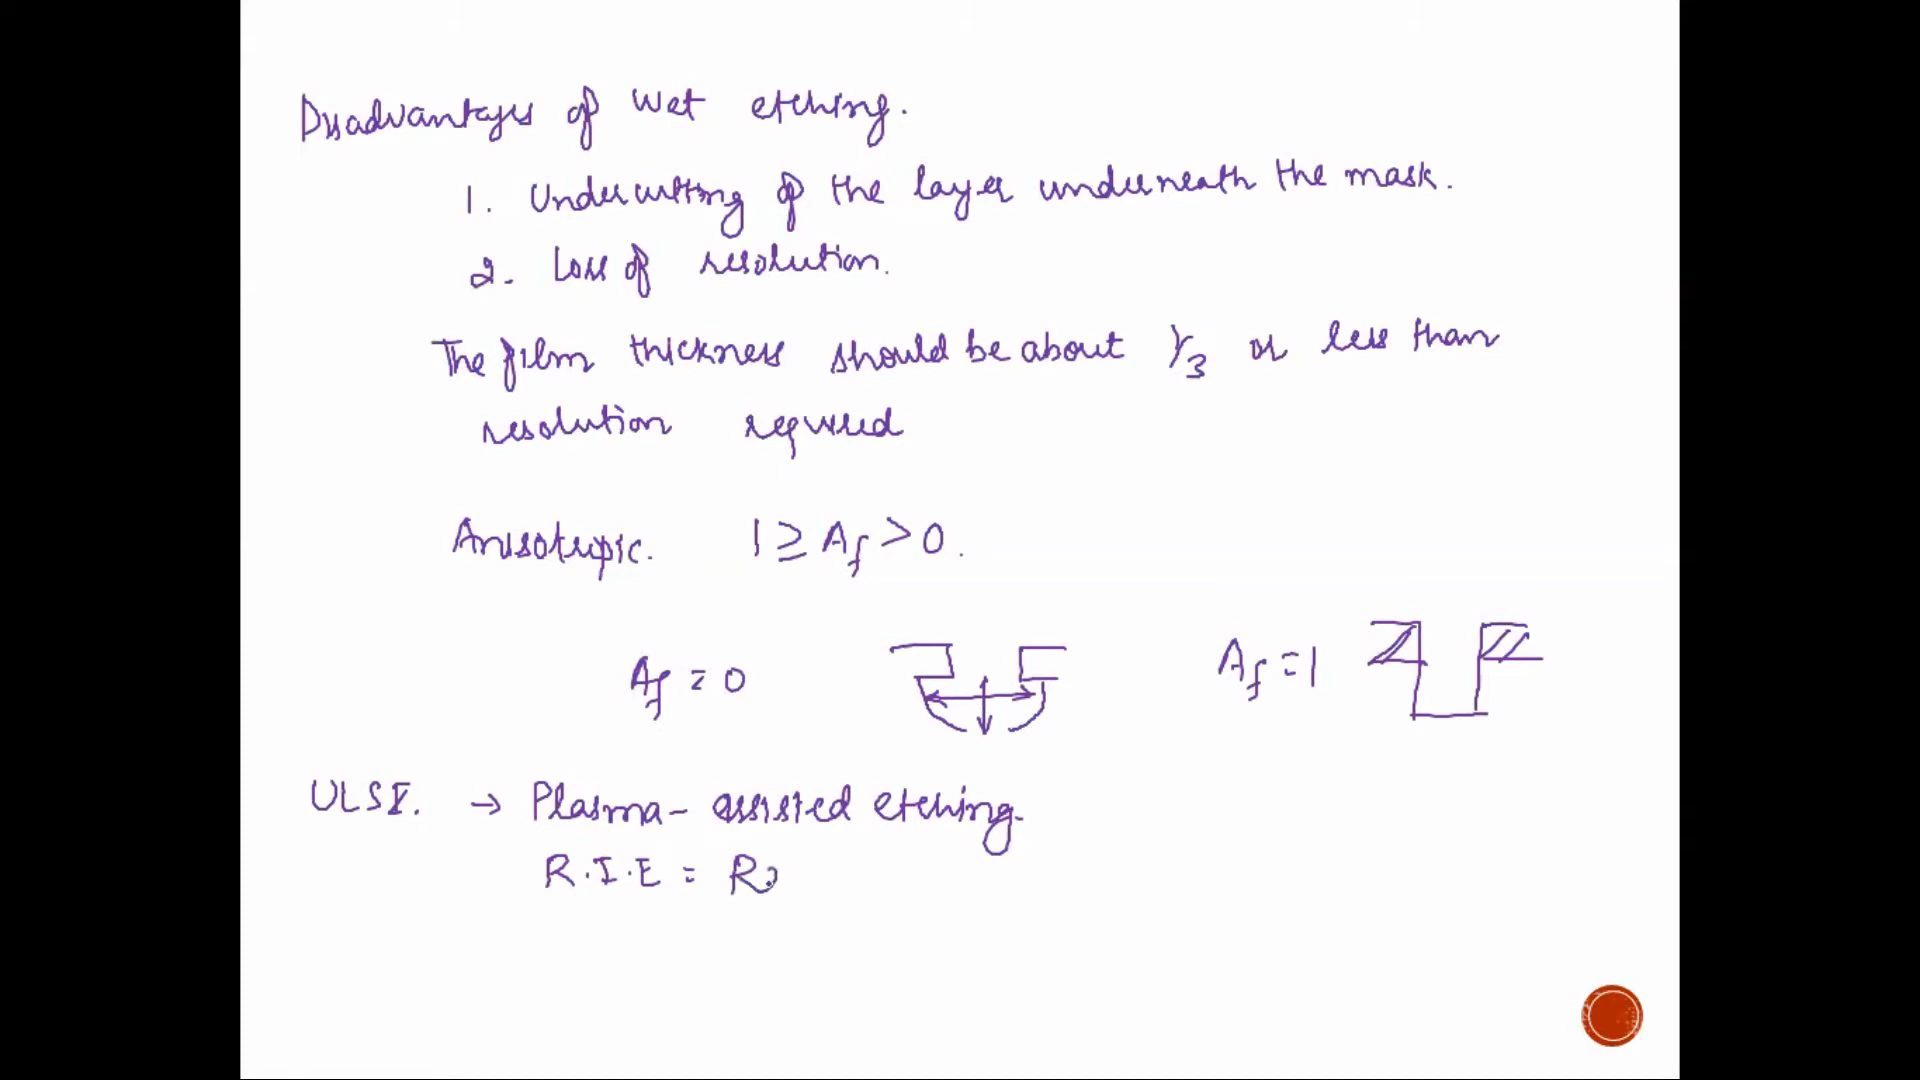 Disadvantages of wet etching.
1. Undercutting of the layer underneath the mask.
2. Loss of resolution.
The film thickness should be about 1/3 or less than
resolution required
Anisotropic. 1 ≥ Af > 0.
Af = 0 Af = 1
ULSI. → Plasma-assisted etching.
R.I.E = R